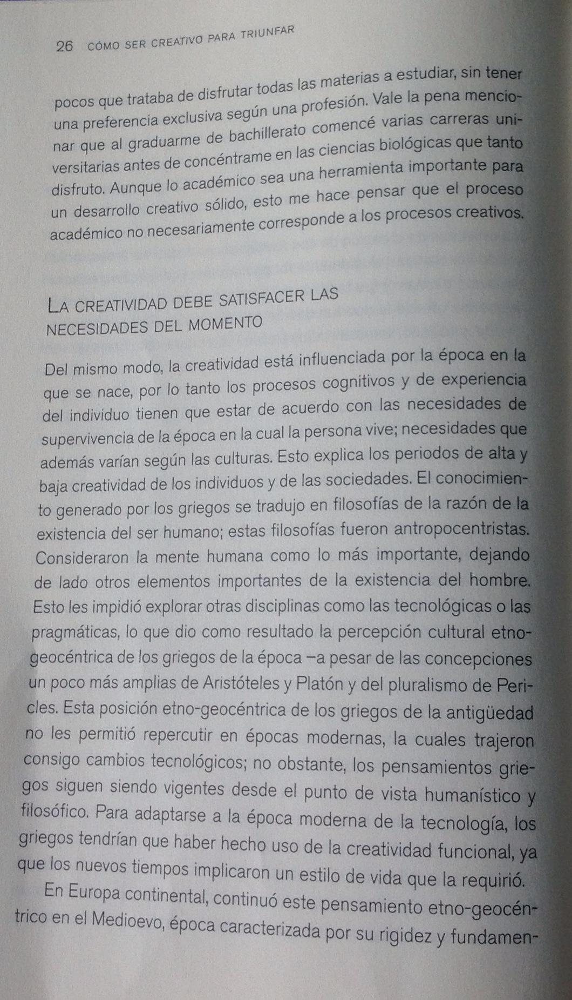 26 CÓMO SER CREATIVO PARA TRIUNFAR
pocos que trataba de disfrutar todas las materias a estudiar, sin tener
una preferencia exclusiva según una profesión. Vale la pena mencio-
nar que al graduarme de bachillerato comencé varias carreras uni-
versitarias antes de concéntrame en las ciencias biológicas que tanto
disfruto. Aunque lo académico sea una herramienta importante para
un desarrollo creativo sólido, esto me hace pensar que el proceso
académico no necesariamente corresponde a los procesos creativos.
LA CREATIVIDAD DEBE SATISFACER LAS
NECESIDADES DEL MOMENTO
Del mismo modo, la creatividad está influenciada por la época en la
que se nace, por lo tanto los procesos cognitivos y de experiencia
del individuo tienen que estar de acuerdo con las necesidades de
supervivencia de la época en la cual la persona vive; necesidades que
además varían según las culturas. Esto explica los periodos de alta y
baja creatividad de los individuos y de las sociedades. El conocimien-
to generado por los griegos se tradujo en filosofías de la razón de la
existencia del ser humano; estas filosofías fueron antropocentristas.
Consideraron la mente humana como lo más importante, dejando
de lado otros elementos importantes de la existencia del hombre.
Esto les impidió explorar otras disciplinas como las tecnológicas o las
pragmáticas, lo que dio como resultado la percepción cultural etno-
geocéntrica de los griegos de la época –a pesar de las concepciones
un poco más amplias de Aristóteles y Platón y del pluralismo de Peri-
cles. Esta posición etno-geocéntrica de los griegos de la antigüedad
no les permitió repercutir en épocas modernas, la cuales trajeron
consigo cambios tecnológicos; no obstante, los pensamientos grie-
gos siguen siendo vigentes desde el punto de vista humanístico y
filosófico. Para adaptarse a la época moderna de la tecnología, los
griegos tendrían que haber hecho uso de la creatividad funcional, ya
que los nuevos tiempos implicaron un estilo de vida que la requirió.
En Europa continental, continuó este pensamiento etno-geocén-
trico en el Medioevo, época caracterizada por su rigidez y fundamen-